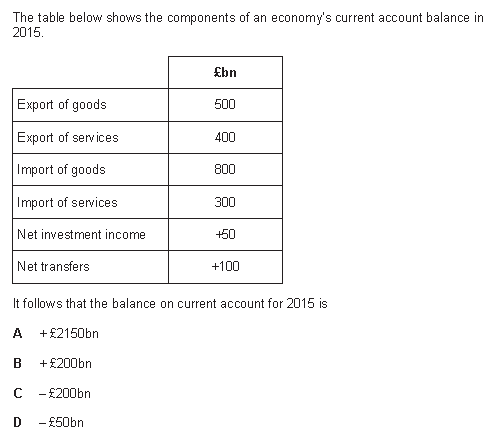 The table below shows the components of an economy's current account balance in
2015.
£bn
Export of goods 500
Export of services 400
Import of goods 800
Import of services 300
Net investment income +50
Net transfers +100
It follows that the balance on current account for 2015 is
A +£2150bn
B +£200bn
C –£200bn
D –£50bn